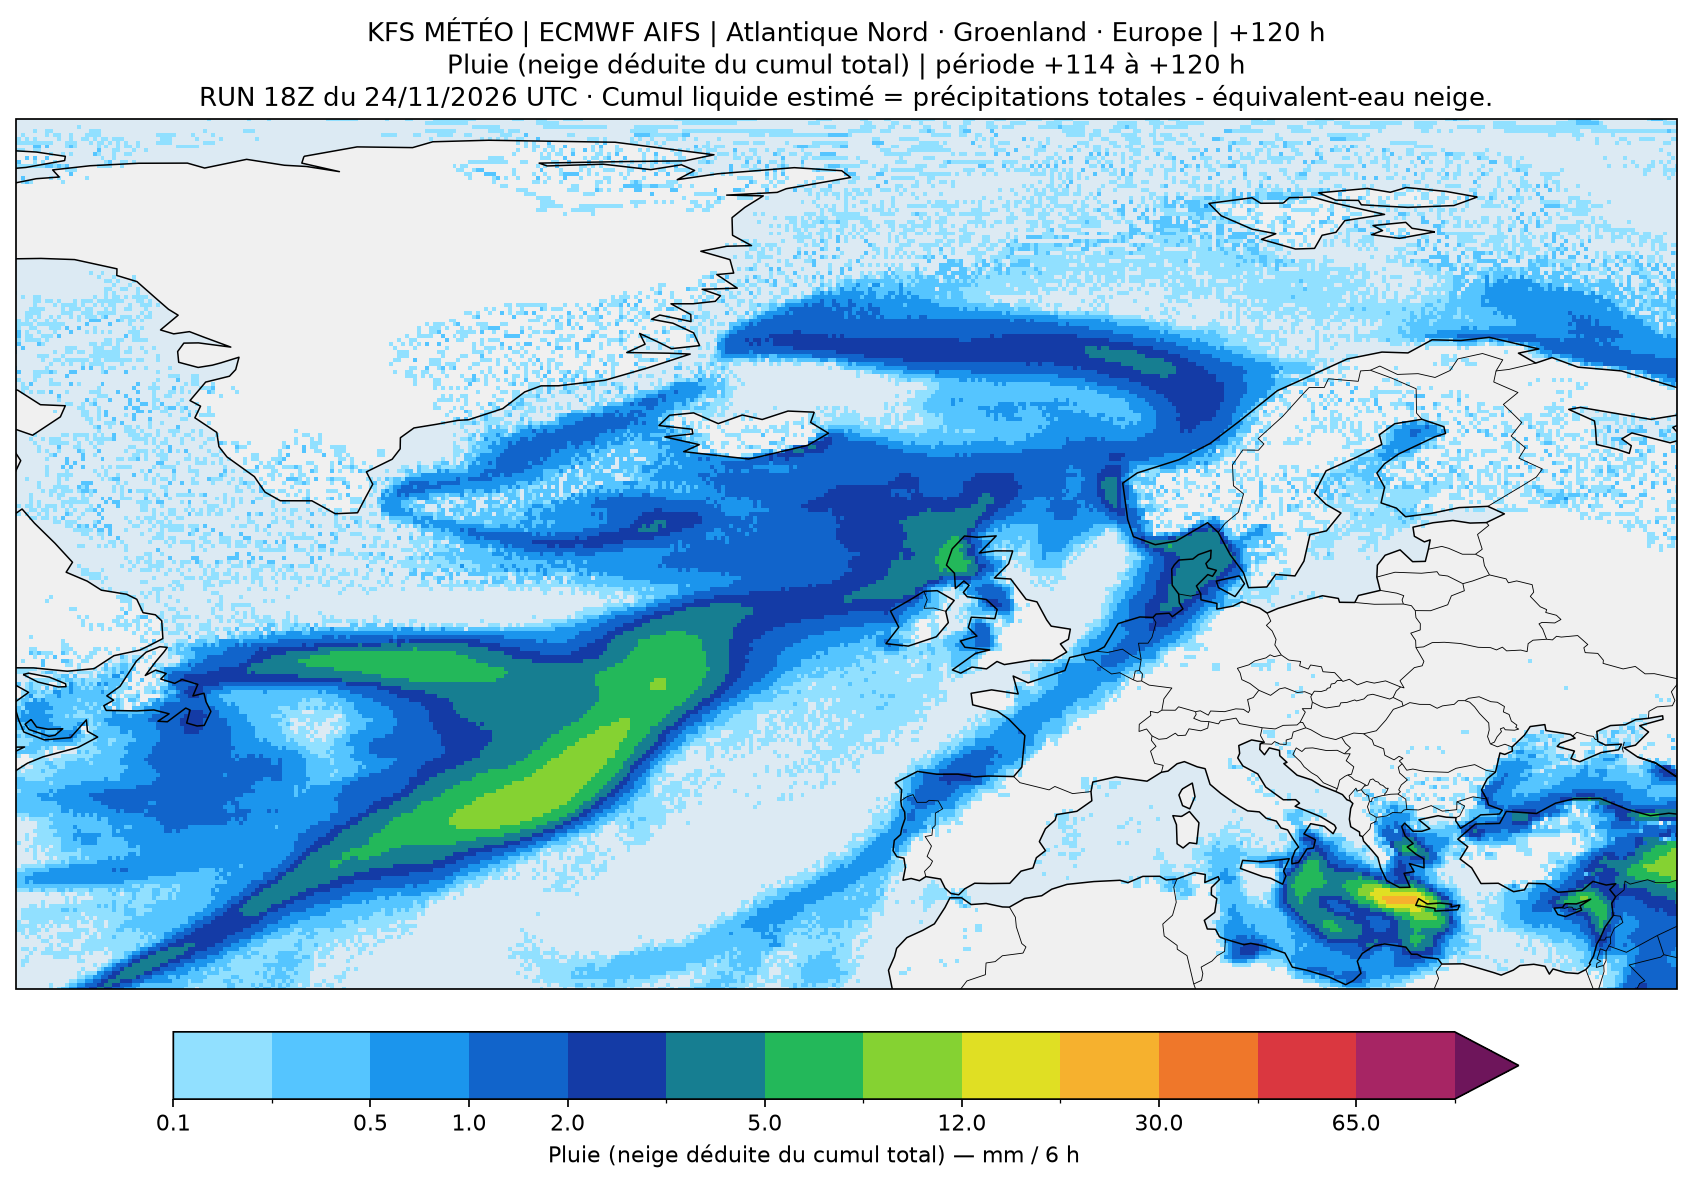 KFS MÉTÉO | ECMWF AIFS | Atlantique Nord · Groenland · Europe | +120 h
Pluie (neige déduite du cumul total) | période +114 à +120 h
RUN 18Z du 24/11/2026 UTC · Cumul liquide estimé = précipitations totales - équivalent-eau neige.
0.1 0.5 1.0 2.0 5.0 12.0 30.0 65.0
Pluie (neige déduite du cumul total) — mm / 6 h